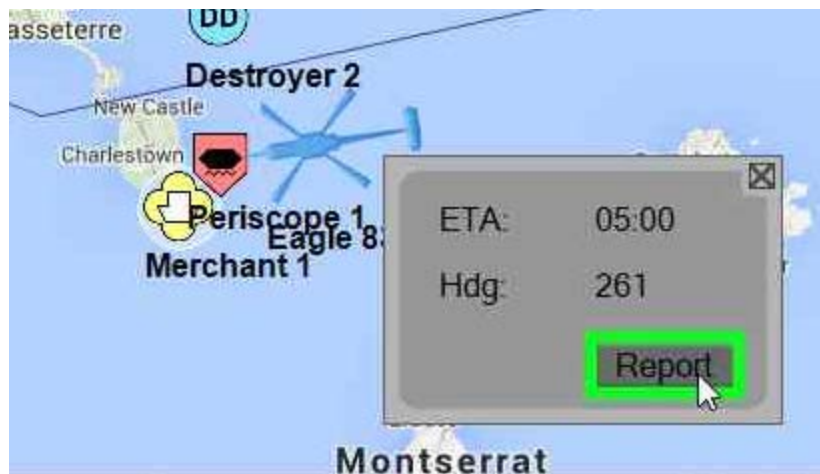 asseterre
DD
Destroyer 2
New Castle
Charlestown
Periscope 1
Eagle 8
Merchant 1
ETA: 05:00
Hdg: 261
Report
Montserrat